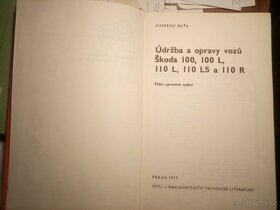 VINCENC BAŤA
Údržba a opravy vozů
Škoda 100, 100 L,
110 L, 110 LS a 110 R
Třetí, upravené vydání
PRAHA 1977
SNTL — NAKLADATELSTVÍ TECHNICKÉ LITERATURY